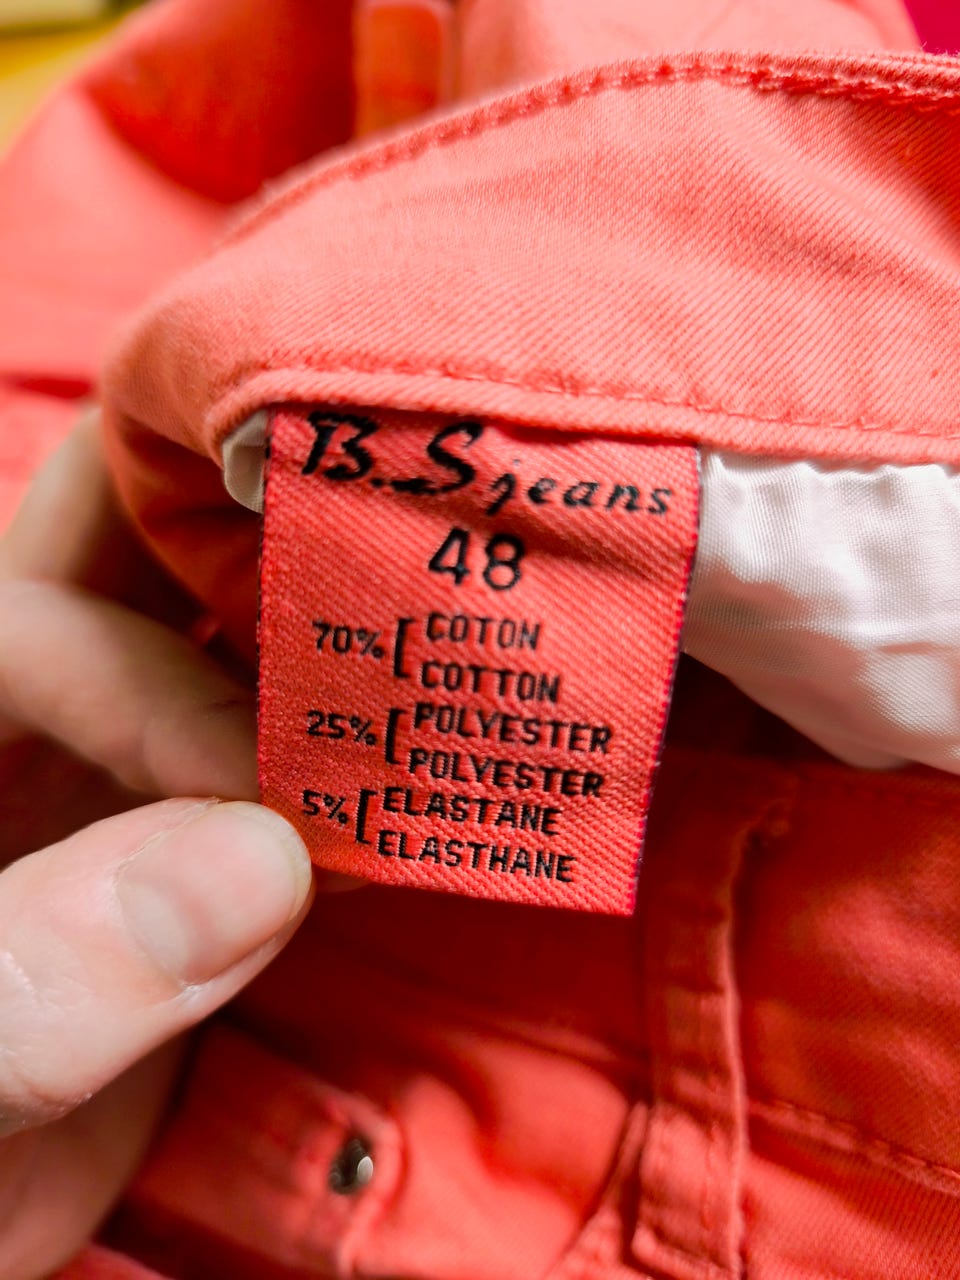 B.S jeans
48
70% [ COTON
COTTON
25% [ POLYESTER
POLYESTER
5% [ ELASTANE
ELASTHANE